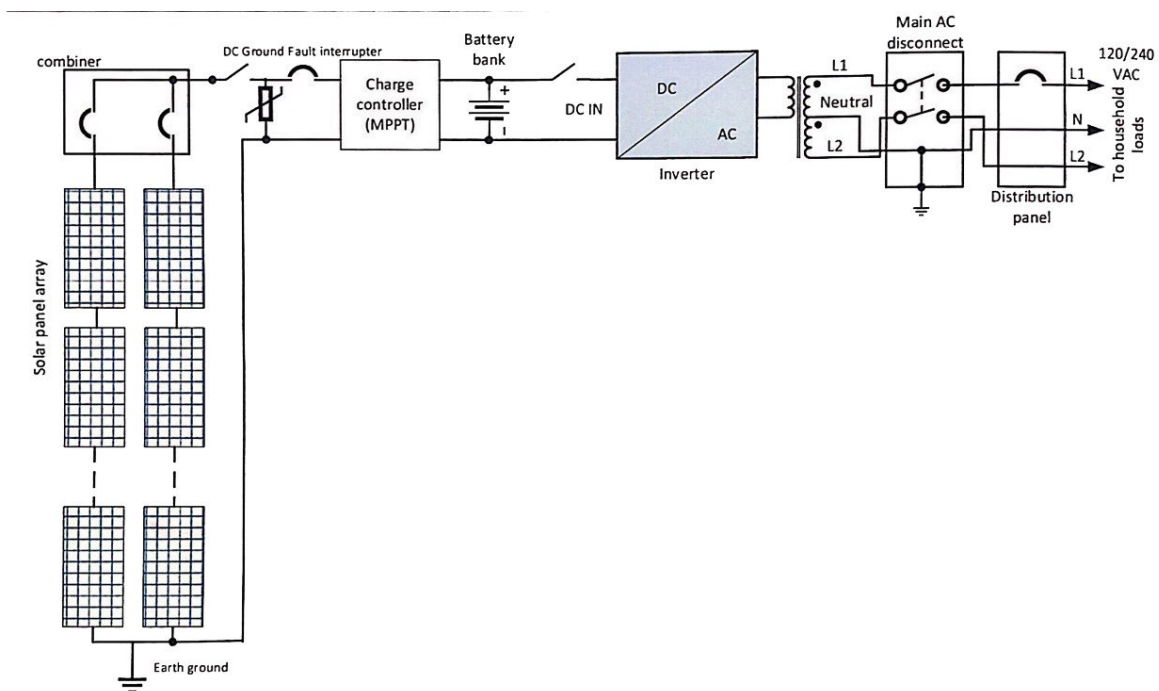 combiner
DC Ground Fault interrupter
Charge
controller
(MPPT)
Battery
bank
+
-
DC IN
DC
AC
Inverter
L1
Neutral
L2
Main AC
disconnect
120/240
VAC
L1
N
L2
To household
loads
Distribution
panel
Solar panel array
Earth ground